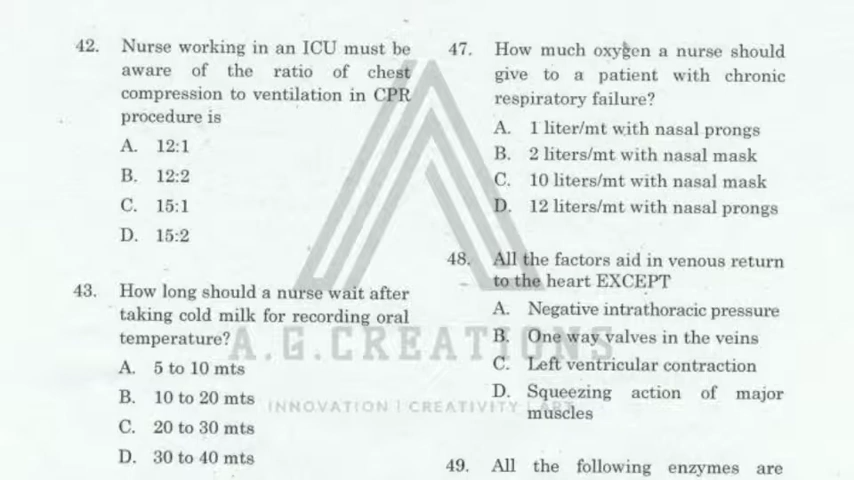 42. Nurse working in an ICU must be
aware of the ratio of chest
compression to ventilation in CPR
procedure is
A. 12:1
B. 12:2
C. 15:1
D. 15:2
43. How long should a nurse wait after
taking cold milk for recording oral
temperature?
A. 5 to 10 mts
B. 10 to 20 mts
C. 20 to 30 mts
D. 30 to 40 mts
47. How much oxygen a nurse should
give to a patient with chronic
respiratory failure?
A. 1 liter/mt with nasal prongs
B. 2 liters/mt with nasal mask
C. 10 liters/mt with nasal mask
D. 12 liters/mt with nasal prongs
48. All the factors aid in venous return
to the heart EXCEPT
A. Negative intrathoracic pressure
B. One way valves in the veins
C. Left ventricular contraction
D. Squeezing action of major
muscles
49. All the following enzymes are
A.G.CREATIONS
INNOVATION | CREATIVITY | ART